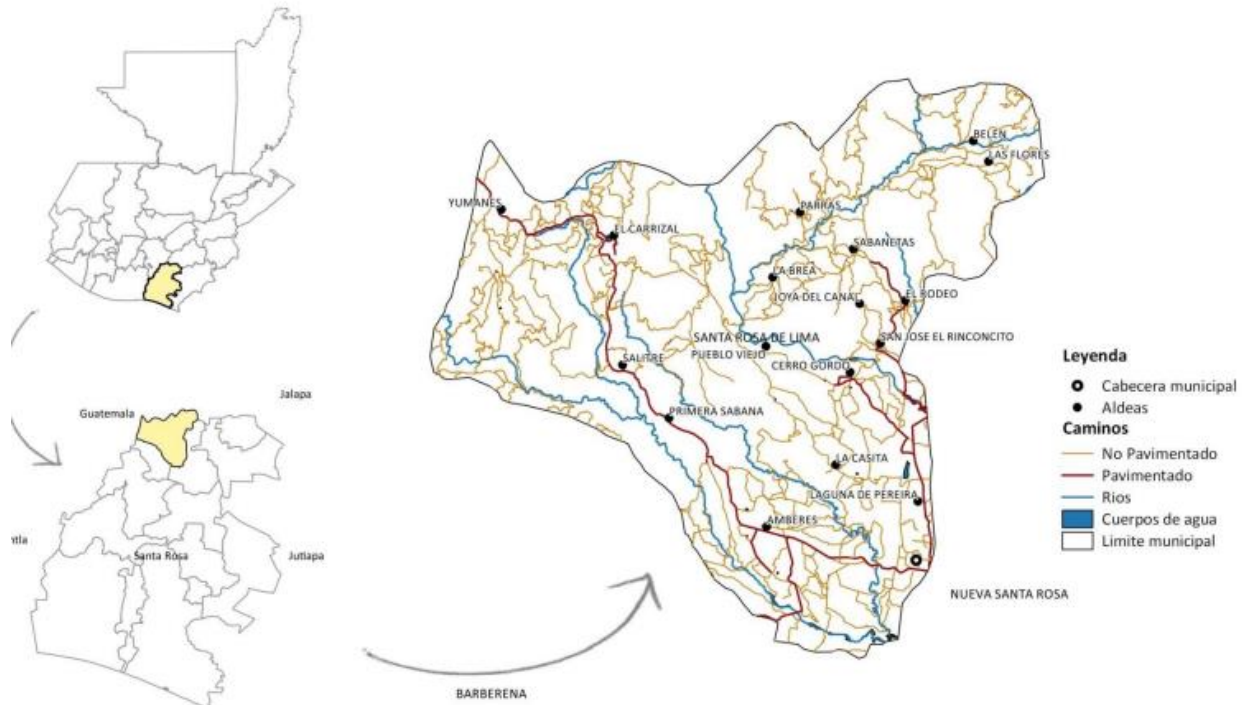 BELEN
LAS FLORES
YUMANES
PARRAS
EL CARRIZAL
SABANETAS
LA BREA
JOYA DEL CANAL
EL RODEO
SANTA ROSA DE LIMA
SAN JOSE EL RINCONCITO
PUEBLO VIEJO
SALITRE
CERRO GORDO
PRIMERA SABANA
LA CASITA
LAGUNA DE PEREIRA
AMBERES
NUEVA SANTA ROSA
BARBERENA
Jalapa
Guatemala
ntla
Santa Rosa
Jutiapa
Leyenda
Cabecera municipal
Aldeas
Caminos
No Pavimentado
Pavimentado
Rios
Cuerpos de agua
Limite municipal